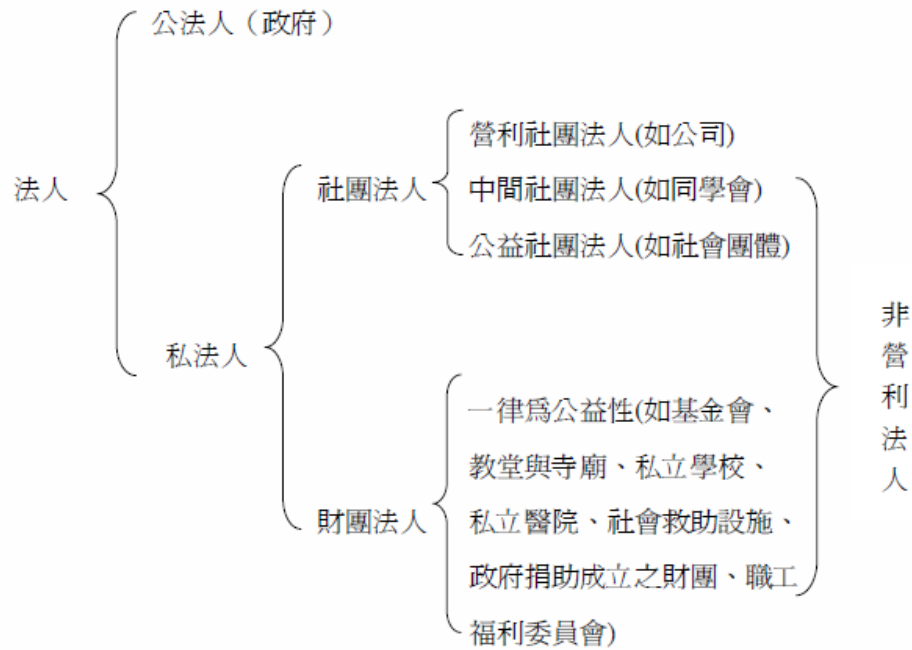 公法人（政府）
營利社團法人(如公司)
法人
社團法人
中間社團法人(如同學會)
公益社團法人(如社會團體)
私法人
一律為公益性(如基金會、
教堂與寺廟、私立學校、
財團法人
私立醫院、社會救助設施、
政府捐助成立之財團、職工
福利委員會)
非
營
利
法
人